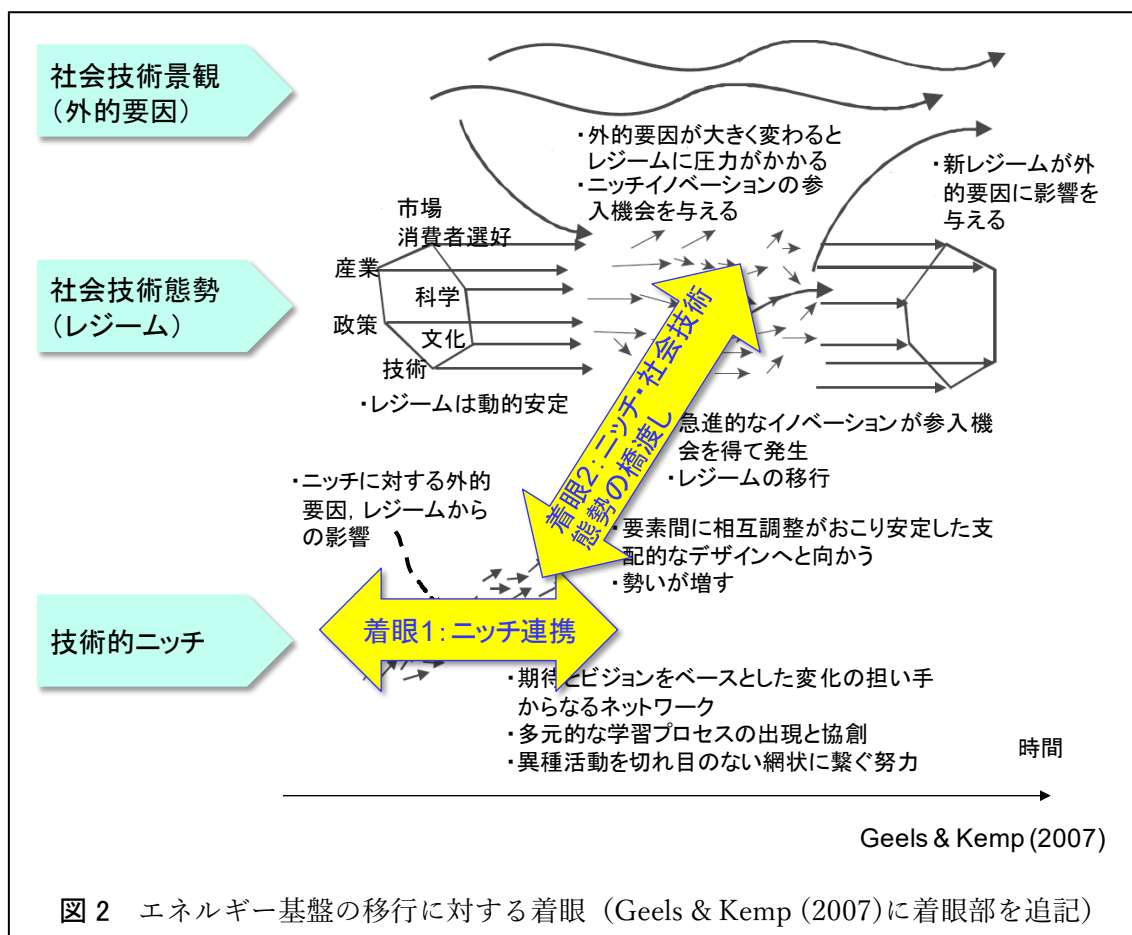 社会技術景観
（外的要因）
・外的要因が大きく変わると
レジームに圧力がかかる
・ニッチイノベーションの参
入機会を与える
・新レジームが外
的要因に影響を
与える
市場
消費者選好
産業
科学
政策
文化
技術
社会技術態勢
（レジーム）
・レジームは動的安定
着眼2：ニッチ・社会技術
態勢の橋渡し
急進的なイノベーションが参入機
会を得て発生
・レジームの移行
・ニッチに対する外的
要因，レジームから
の影響
・要素間に相互調整がおこり安定した支
配的なデザインへと向かう
・勢いが増す
技術的ニッチ
着眼1：ニッチ連携
・期待とビジョンをベースとした変化の担い手
からなるネットワーク
・多元的な学習プロセスの出現と協創
・異種活動を切れ目のない網状に繋ぐ努力
時間
Geels & Kemp (2007)
図 2　エネルギー基盤の移行に対する着眼（Geels & Kemp (2007)に着眼部を追記）